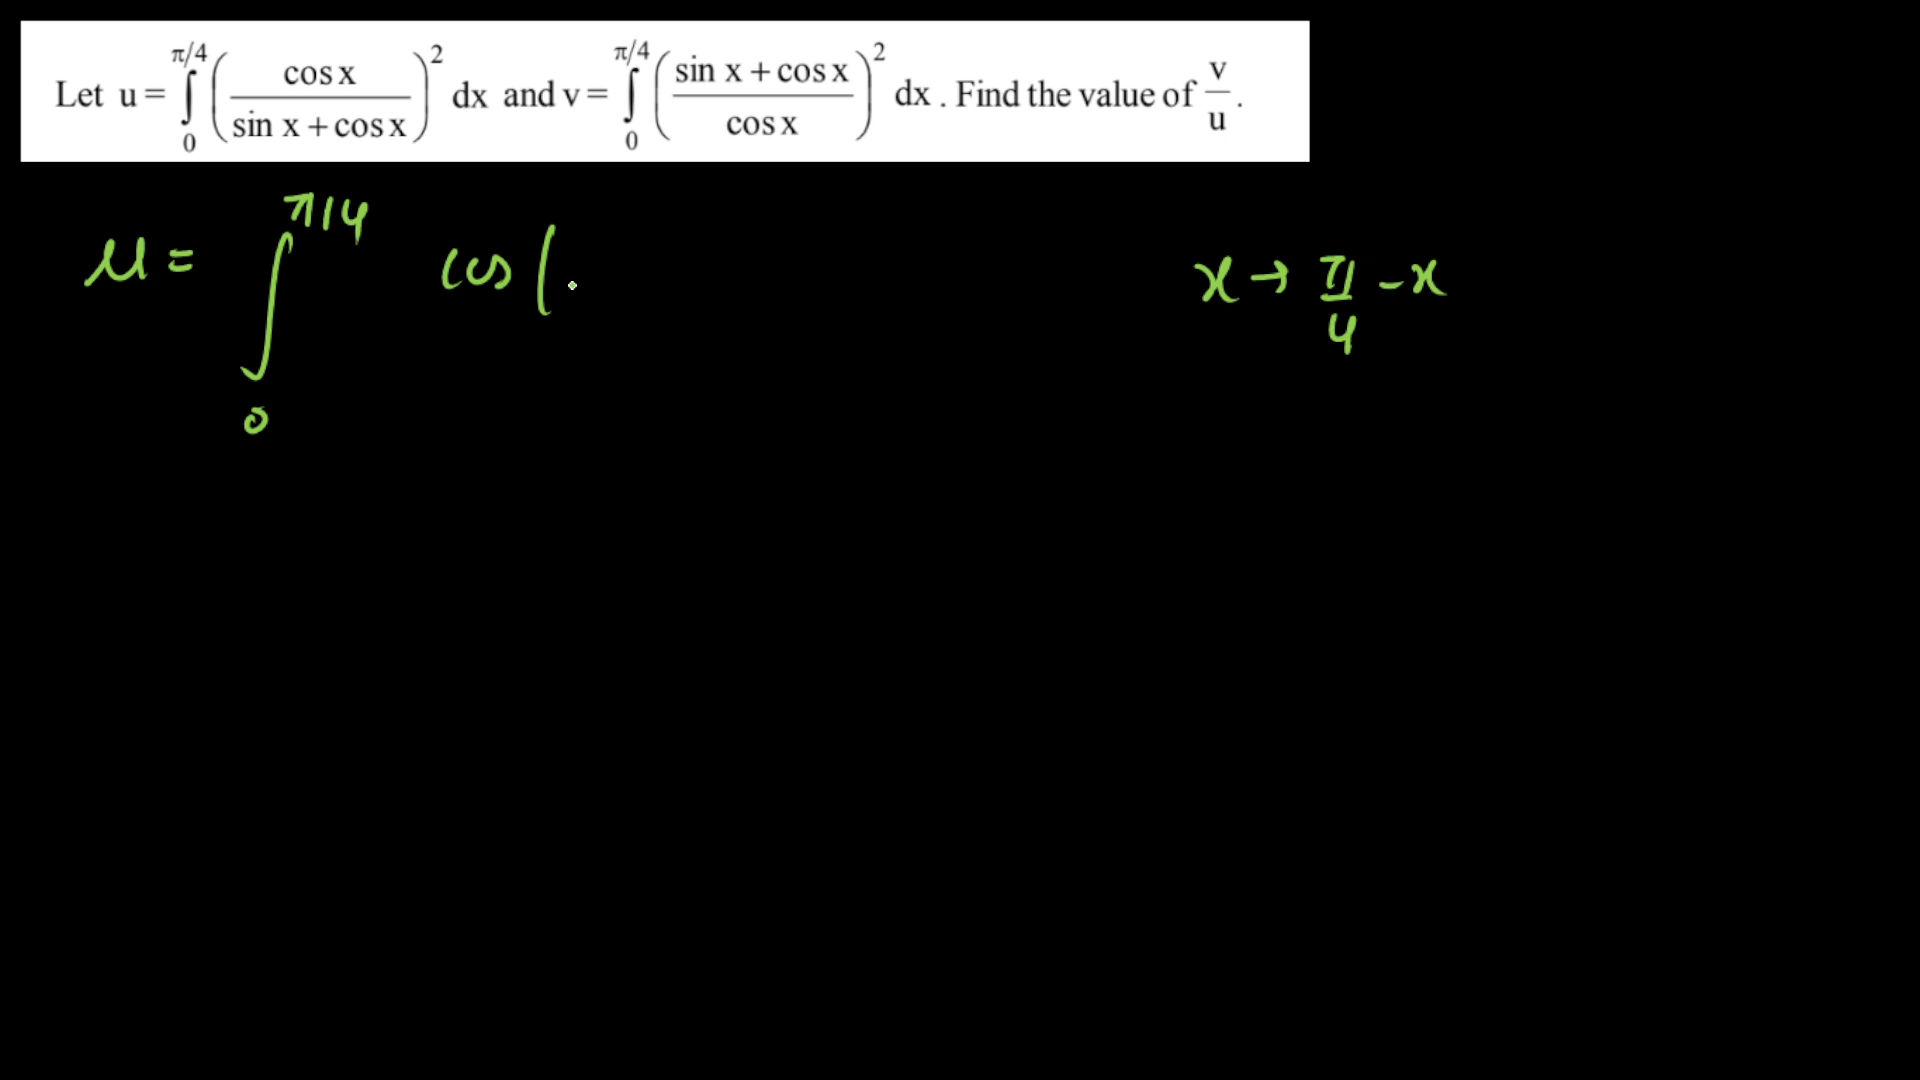 Let u = ∫₀^{π/4} (cos x / (sin x + cos x))² dx and v = ∫₀^{π/4} ((sin x + cos x) / cos x)² dx . Find the value of v/u .
u = ∫₀^{π/4} cos ( x → π/4 - x